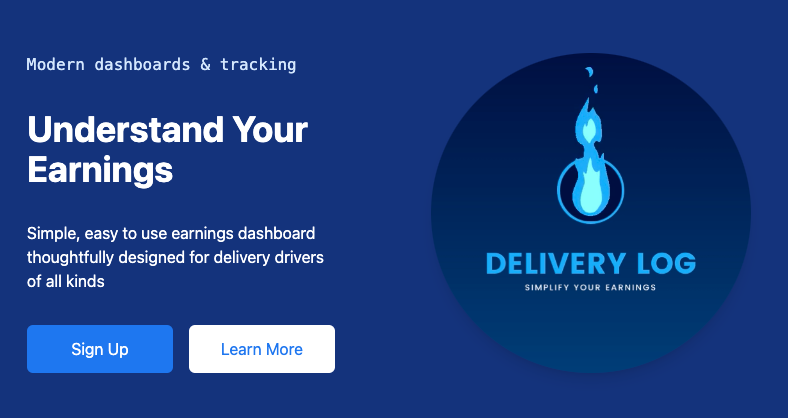 Modern dashboards & tracking
Understand Your
Earnings
Simple, easy to use earnings dashboard
thoughtfully designed for delivery drivers
of all kinds
Sign Up
Learn More
DELIVERY LOG
SIMPLIFY YOUR EARNINGS